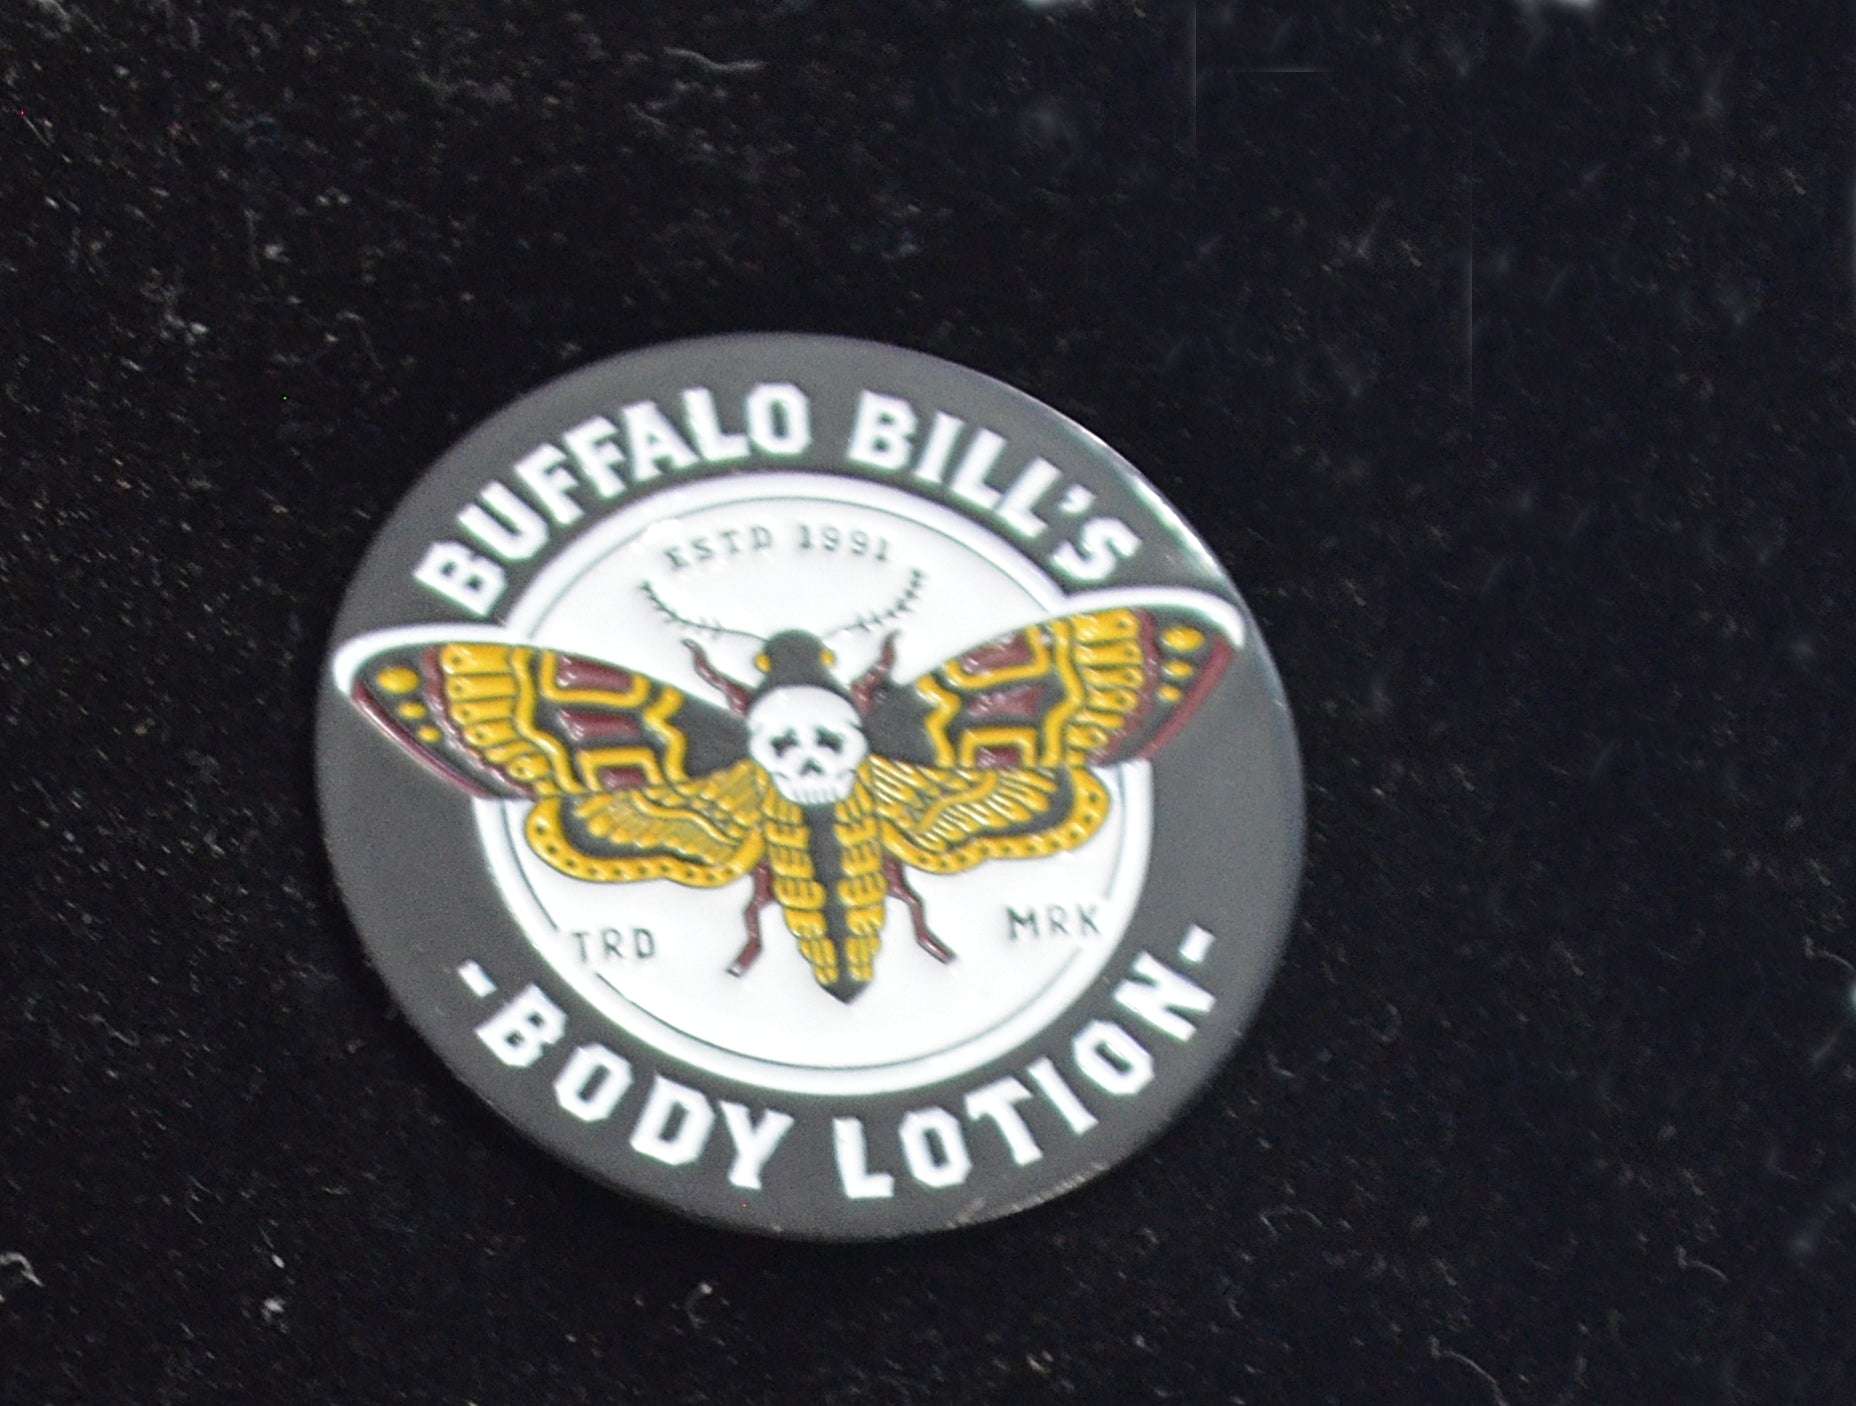 BUFFALO BILL'S
ESTD 1991
TRD MRK
-BODY LOTION-